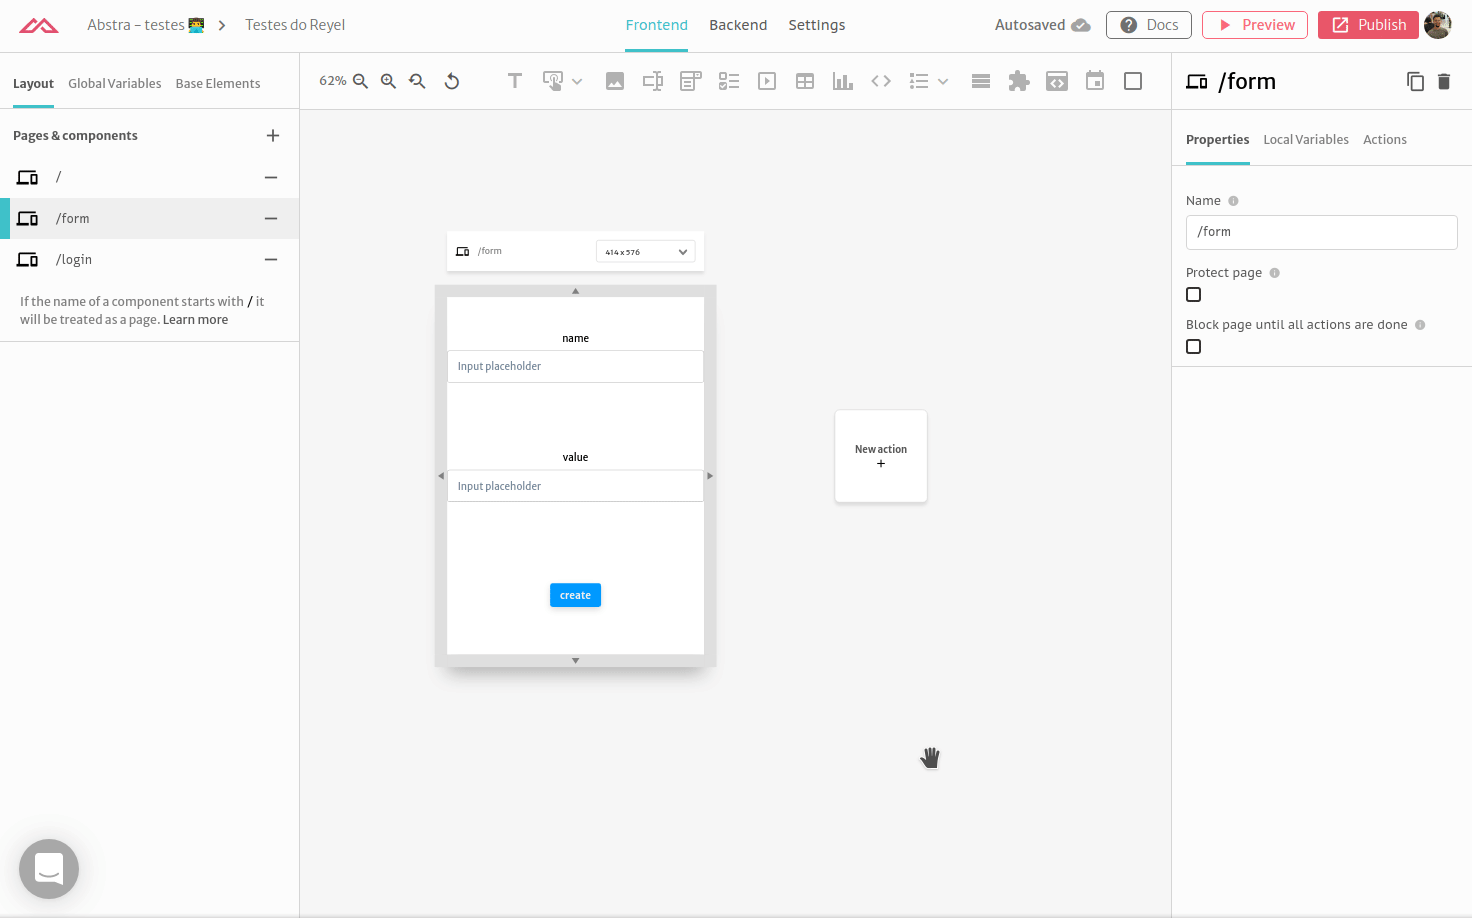 Abstra – testes 👨‍💻 Testes do Reyel
Frontend Backend Settings
Autosaved Docs Preview Publish
Layout Global Variables Base Elements
62%
/form
Pages & components
/
/form
/login
If the name of a component starts with / it
will be treated as a page. Learn more
/form 414 x 576
name
Input placeholder
value
Input placeholder
create
New action
+
Properties Local Variables Actions
Name
/form
Protect page
Block page until all actions are done